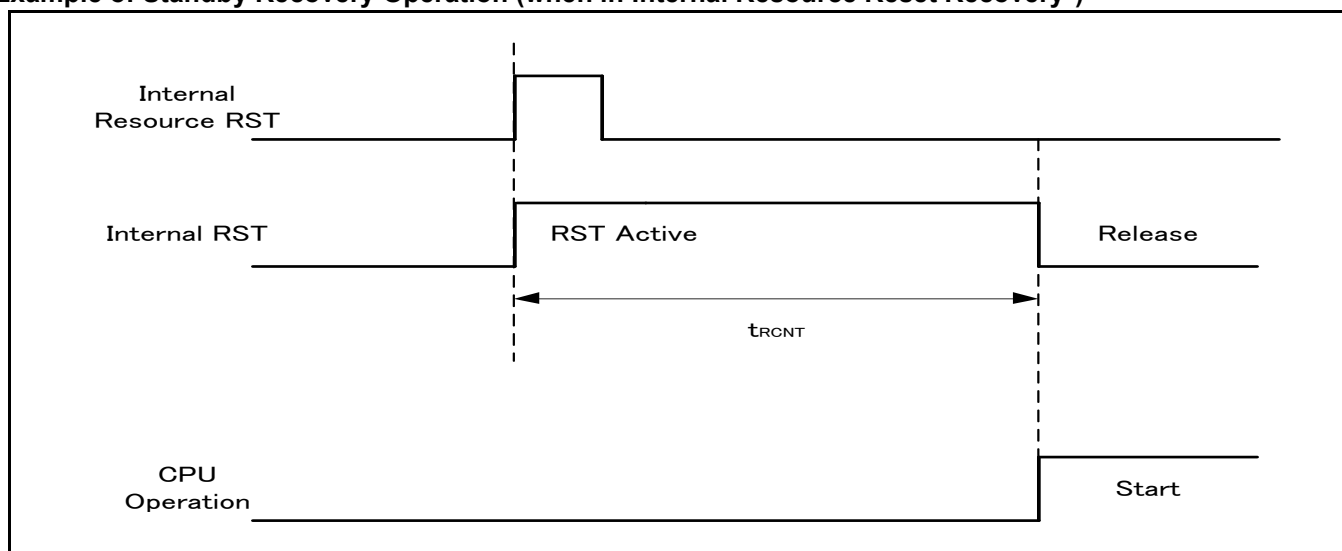 Example of Standby Recovery Operation (when in Internal Resource Reset Recovery*)
Internal
Resource RST
Internal RST
RST Active
Release
tRCNT
CPU
Operation
Start